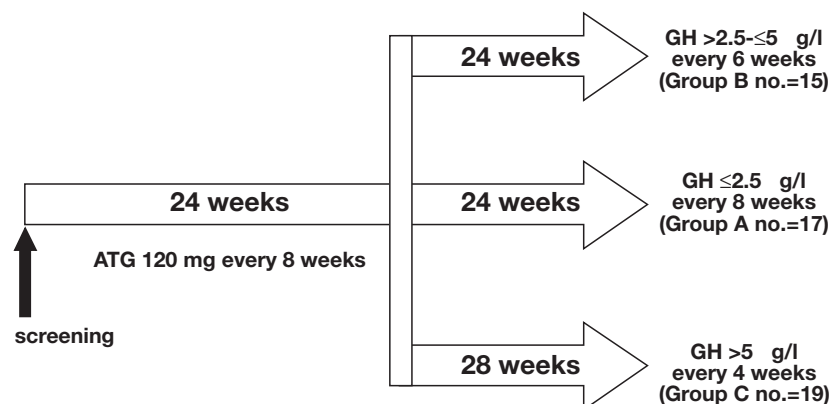 24 weeks
GH >2.5-≤5 g/l
every 6 weeks
(Group B no.=15)
24 weeks
24 weeks
GH ≤2.5 g/l
every 8 weeks
(Group A no.=17)
ATG 120 mg every 8 weeks
screening
28 weeks
GH >5 g/l
every 4 weeks
(Group C no.=19)